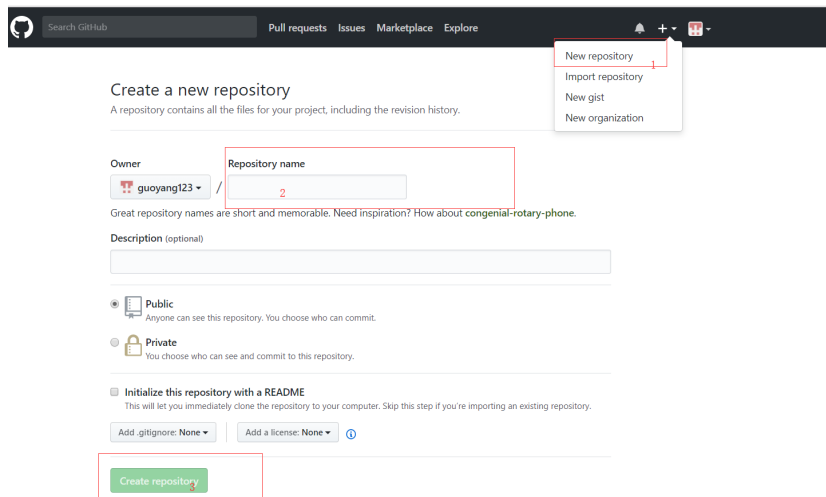 Search GitHub
Pull requests Issues Marketplace Explore
New repository
1
Import repository
New gist
New organization
Create a new repository
A repository contains all the files for your project, including the revision history.
Owner
Repository name
guoyang123 /
2
Great repository names are short and memorable. Need inspiration? How about congenial-rotary-phone.
Description (optional)
Public
Anyone can see this repository. You choose who can commit.
Private
You choose who can see and commit to this repository.
Initialize this repository with a README
This will let you immediately clone the repository to your computer. Skip this step if you're importing an existing repository.
Add .gitignore: None
Add a license: None
Create repository
3